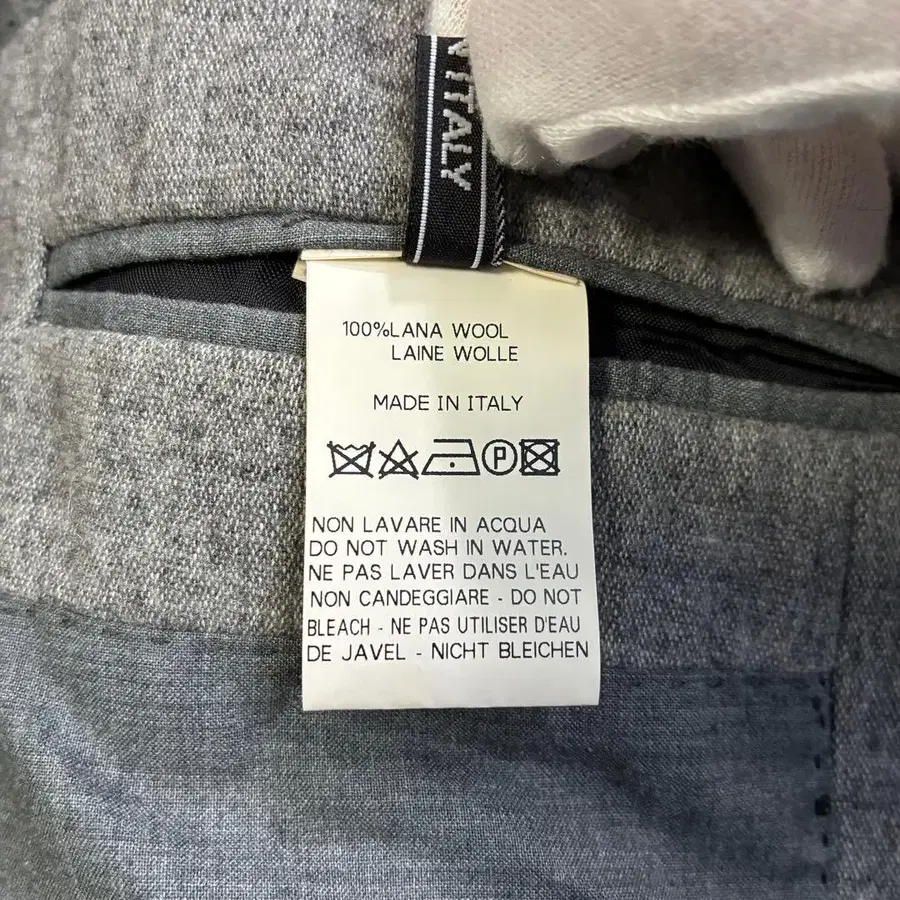 ITALY
100%LANA WOOL
LAINE WOLLE
MADE IN ITALY
P
NON LAVARE IN ACQUA
DO NOT WASH IN WATER.
NE PAS LAVER DANS L'EAU
NON CANDEGGIARE - DO NOT
BLEACH - NE PAS UTILISER D'EAU
DE JAVEL - NICHT BLEICHEN